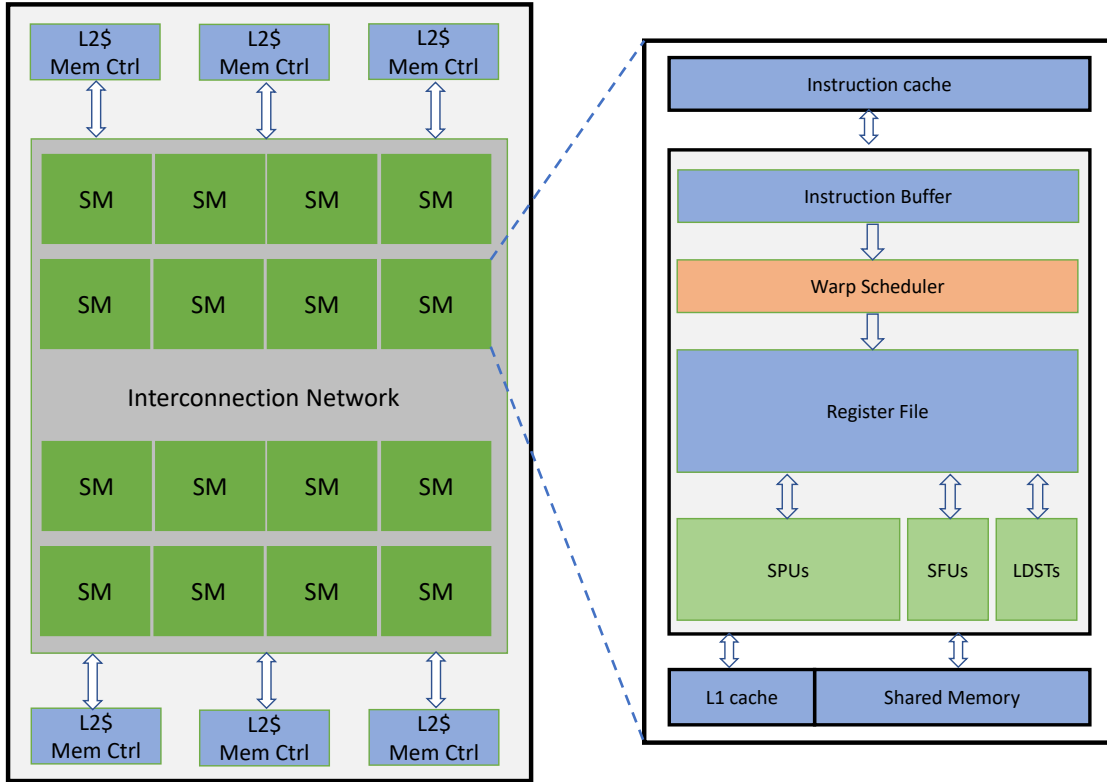 L2$ L2$ L2$
Mem Ctrl Mem Ctrl Mem Ctrl
SM SM SM SM
SM SM SM SM
Interconnection Network
SM SM SM SM
SM SM SM SM
L2$ L2$ L2$
Mem Ctrl Mem Ctrl Mem Ctrl
Instruction cache
Instruction Buffer
Warp Scheduler
Register File
SPUs SFUs LDSTs
L1 cache Shared Memory